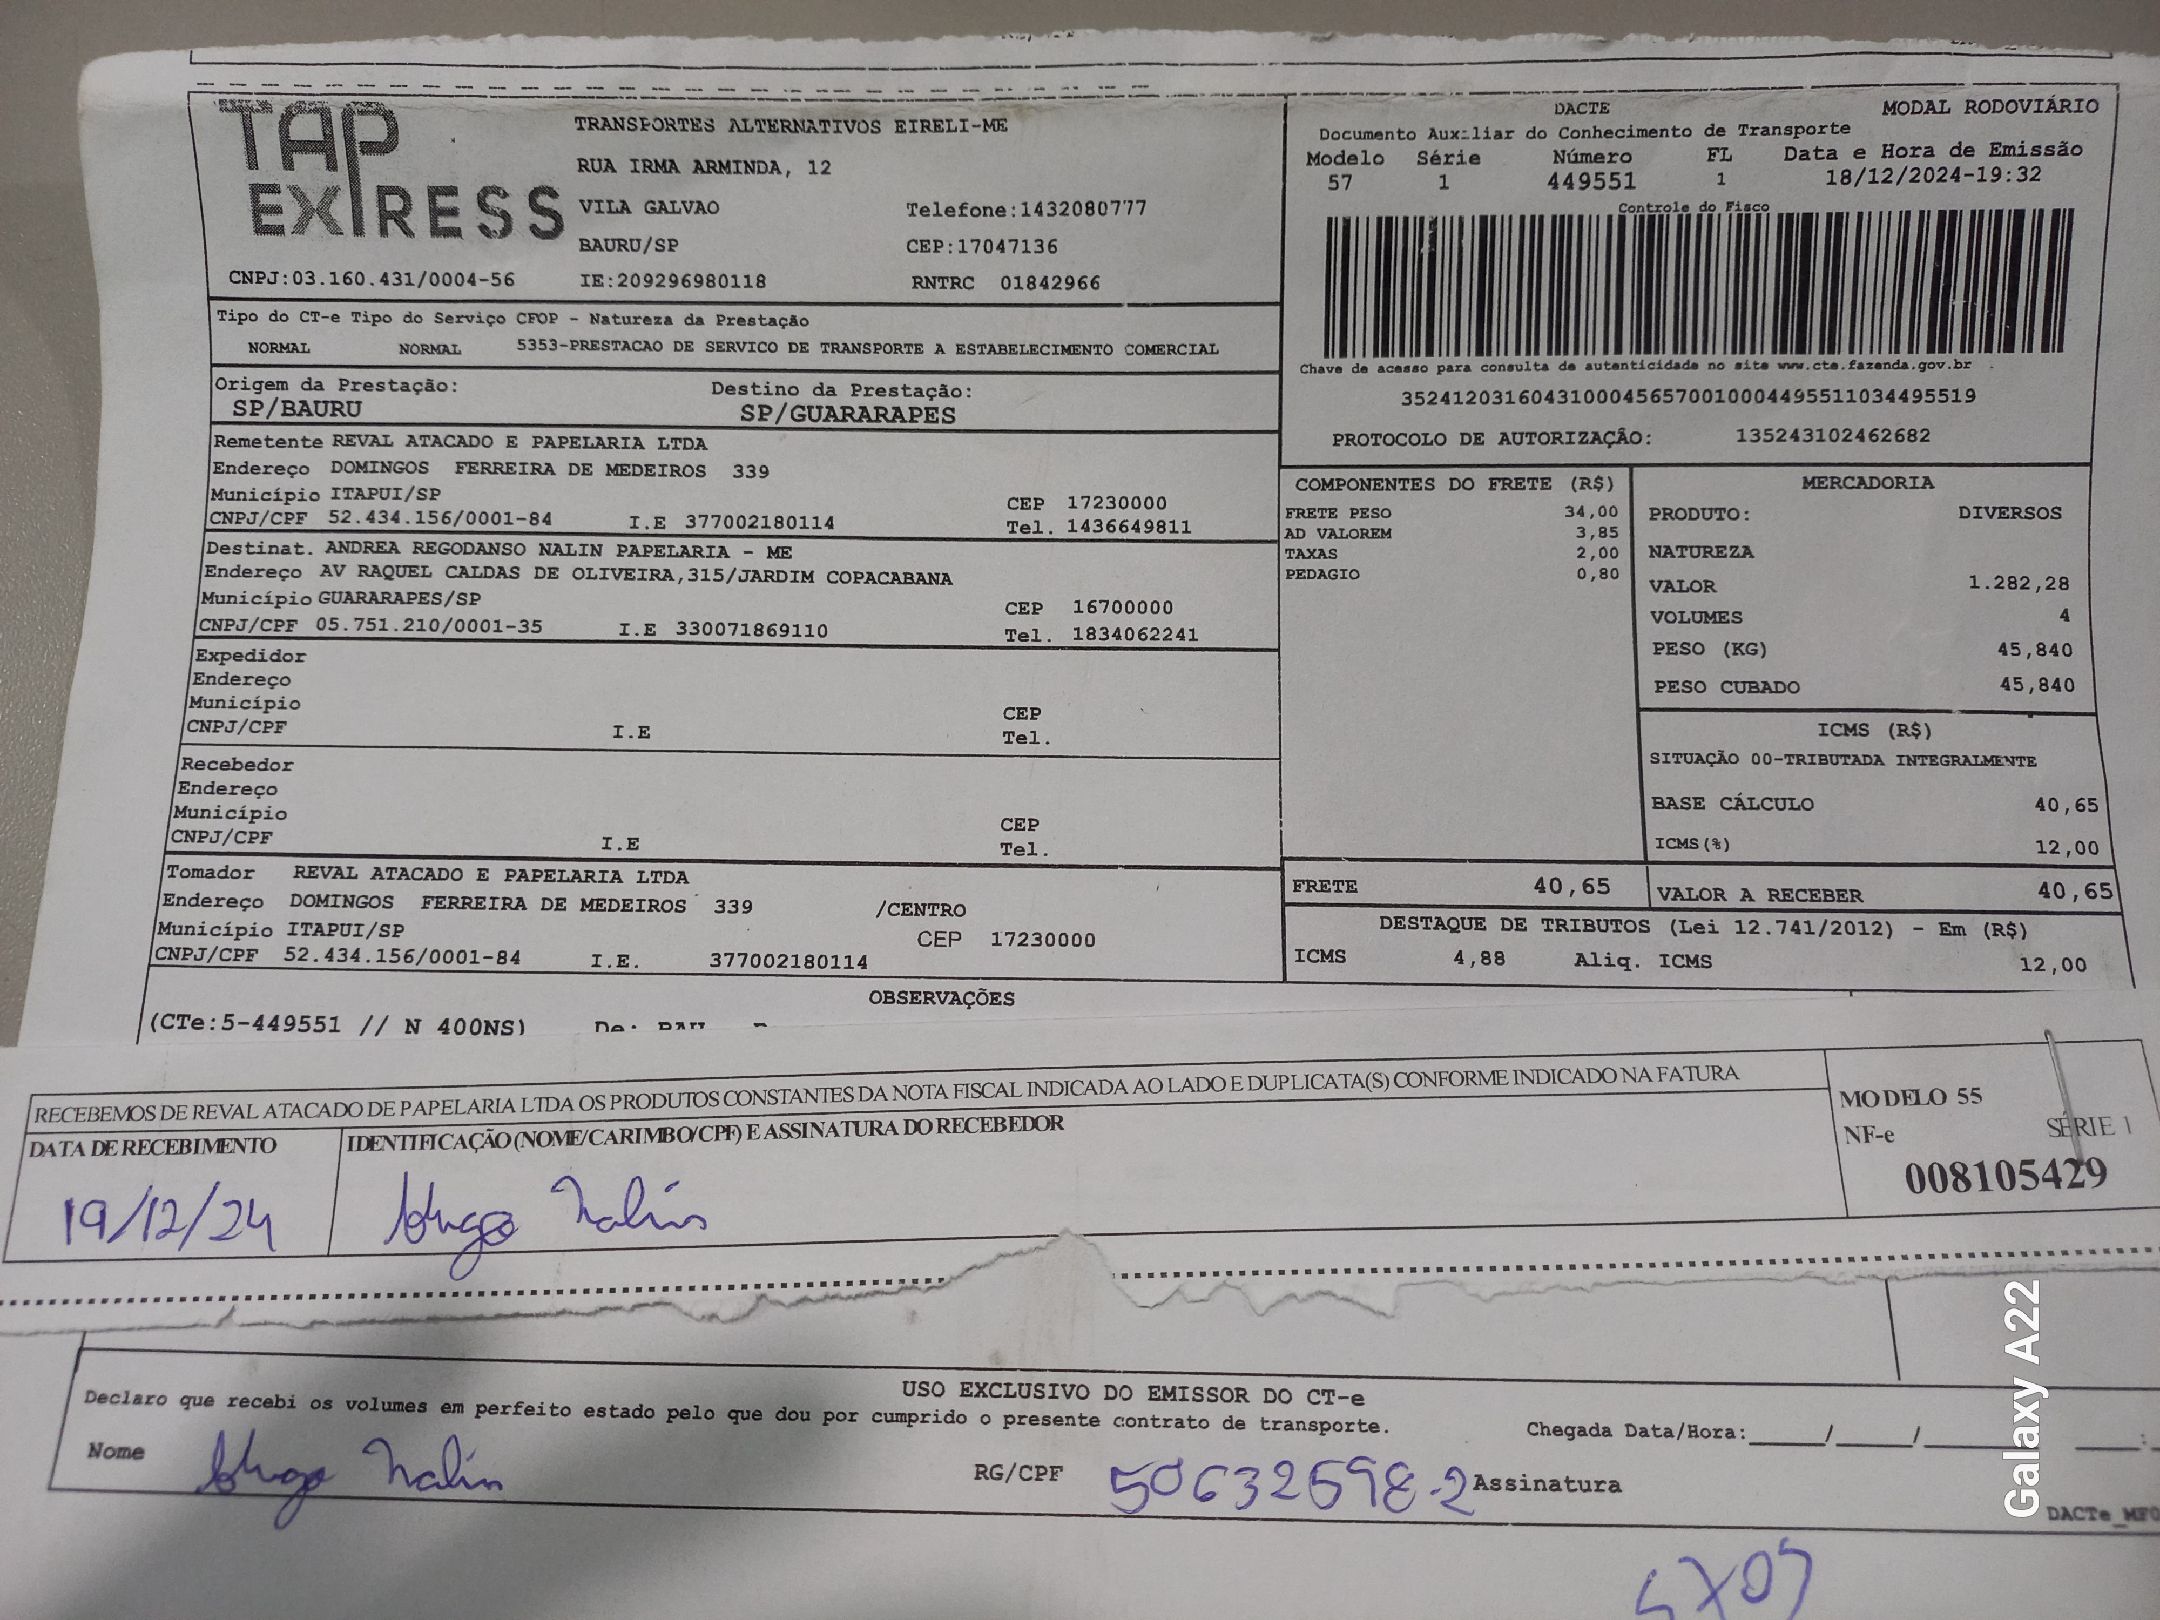 TAP EXPRESS
TRANSPORTES ALTERNATIVOS EIRELI-ME
RUA IRMA ARMINDA, 12
VILA GALVAO Telefone:1432080777
BAURU/SP CEP:17047136
CNPJ:03.160.431/0004-56 IE:209296980118 RNTRC 01842966
DACTE MODAL RODOVIÁRIO
Documento Auxiliar do Conhecimento de Transporte
Modelo Série Número FL Data e Hora de Emissão
57 1 449551 1 18/12/2024-19:32
Controle do Fisco
Chave de acesso para consulta de autenticidade no site www.cte.fazenda.gov.br
35241203160431000456570010004495511034495519
PROTOCOLO DE AUTORIZAÇÃO: 135243102462682
Tipo do CT-e Tipo do Serviço CFOP - Natureza da Prestação
NORMAL NORMAL 5353-PRESTACAO DE SERVICO DE TRANSPORTE A ESTABELECIMENTO COMERCIAL
Origem da Prestação: Destino da Prestação:
SP/BAURU SP/GUARARAPES
Remetente REVAL ATACADO E PAPELARIA LTDA
Endereço DOMINGOS FERREIRA DE MEDEIROS 339
Município ITAPUI/SP CEP 17230000
CNPJ/CPF 52.434.156/0001-84 I.E 377002180114 Tel. 1436649811
Destinat. ANDREA REGODANSO NALIN PAPELARIA - ME
Endereço AV RAQUEL CALDAS DE OLIVEIRA,315/JARDIM COPACABANA
Município GUARARAPES/SP CEP 16700000
CNPJ/CPF 05.751.210/0001-35 I.E 330071869110 Tel. 1834062241
Expedidor
Endereço
Município CEP
CNPJ/CPF I.E Tel.
Recebedor
Endereço
Município CEP
CNPJ/CPF I.E Tel.
Tomador REVAL ATACADO E PAPELARIA LTDA
Endereço DOMINGOS FERREIRA DE MEDEIROS 339 /CENTRO
Município ITAPUI/SP CEP 17230000
CNPJ/CPF 52.434.156/0001-84 I.E. 377002180114
COMPONENTES DO FRETE (R$)
FRETE PESO 34,00
AD VALOREM 3,85
TAXAS 2,00
PEDAGIO 0,80
MERCADORIA
PRODUTO: DIVERSOS
NATUREZA
VALOR 1.282,28
VOLUMES 4
PESO (KG) 45,840
PESO CUBADO 45,840
ICMS (R$)
SITUAÇÃO 00-TRIBUTADA INTEGRALMENTE
BASE CÁLCULO 40,65
ICMS(%) 12,00
FRETE 40,65 VALOR A RECEBER 40,65
DESTAQUE DE TRIBUTOS (Lei 12.741/2012) - Em (R$)
ICMS 4,88 Aliq. ICMS 12,00
OBSERVAÇÕES
(CTe:5-449551 // N 400NS) De:
RECEBEMOS DE REVAL ATACADO DE PAPELARIA LTDA OS PRODUTOS CONSTANTES DA NOTA FISCAL INDICADA AO LADO E DUPLICATA(S) CONFORME INDICADO NA FATURA
DATA DE RECEBIMENTO IDENTIFICAÇÃO (NOME/CARIMBO/CPF) E ASSINATURA DO RECEBEDOR
19/12/24 Hugo Nalin
MODELO 55
NF-e SÉRIE 1
008105429
USO EXCLUSIVO DO EMISSOR DO CT-e
Declaro que recebi os volumes em perfeito estado pelo que dou por cumprido o presente contrato de transporte.
Chegada Data/Hora:____/____/____ ____:
Nome Hugo Nalin RG/CPF 50632598-2 Assinatura
DACTe_MF0
Galaxy A22